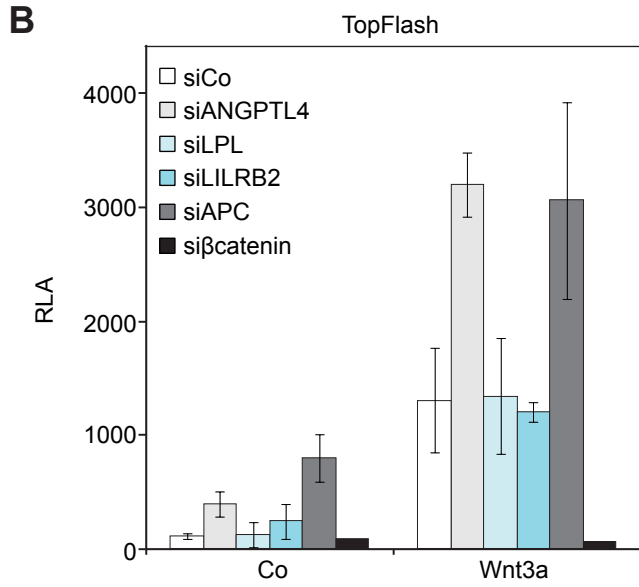 B
TopFlash
siCo
siANGPTL4
siLPL
siLILRB2
siAPC
siβcatenin
RLA
4000
3000
2000
1000
0
Co
Wnt3a